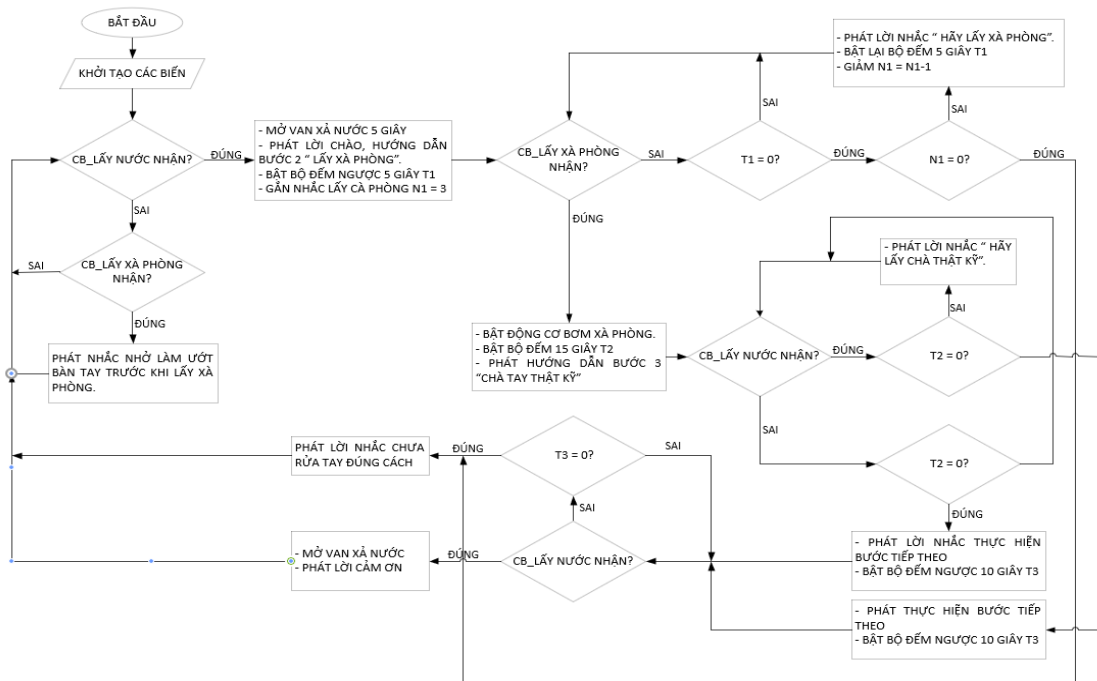 BẮT ĐẦU
KHỞI TẠO CÁC BIẾN
CB_LẤY NƯỚC NHẬN?
ĐÚNG
SAI
- MỞ VAN XẢ NƯỚC 5 GIÂY
- PHÁT LỜI CHÀO, HƯỚNG DẪN
BƯỚC 2 “ LẤY XÀ PHÒNG”.
- BẬT BỘ ĐẾM NGƯỢC 5 GIÂY T1
- GẮN NHẮC LẤY CÀ PHÒNG N1 = 3
CB_LẤY XÀ PHÒNG
NHẬN?
SAI
ĐÚNG
T1 = 0?
SAI
ĐÚNG
N1 = 0?
SAI
ĐÚNG
- PHÁT LỜI NHẮC “ HÃY LẤY XÀ PHÒNG”.
- BẬT LẠI BỘ ĐẾM 5 GIÂY T1
- GIẢM N1 = N1-1
CB_LẤY XÀ PHÒNG
NHẬN?
SAI
ĐÚNG
PHÁT NHẮC NHỞ LÀM ƯỚT
BÀN TAY TRƯỚC KHI LẤY XÀ
PHÒNG.
- BẬT ĐỘNG CƠ BƠM XÀ PHÒNG.
- BẬT BỘ ĐẾM 15 GIÂY T2
- PHÁT HƯỚNG DẪN BƯỚC 3
“CHÀ TAY THẬT KỸ”
CB_LẤY NƯỚC NHẬN?
ĐÚNG
SAI
- PHÁT LỜI NHẮC “ HÃY
LẤY CHÀ THẬT KỸ”.
SAI
T2 = 0?
ĐÚNG
T2 = 0?
ĐÚNG
PHÁT LỜI NHẮC CHƯA
RỬA TAY ĐÚNG CÁCH
ĐÚNG
T3 = 0?
SAI
SAI
- MỞ VAN XẢ NƯỚC
- PHÁT LỜI CẢM ƠN
ĐÚNG
CB_LẤY NƯỚC NHẬN?
- PHÁT LỜI NHẮC THỰC HIỆN
BƯỚC TIẾP THEO
- BẬT BỘ ĐẾM NGƯỢC 10 GIÂY T3
- PHÁT THỰC HIỆN BƯỚC TIẾP
THEO
- BẬT BỘ ĐẾM NGƯỢC 10 GIÂY T3